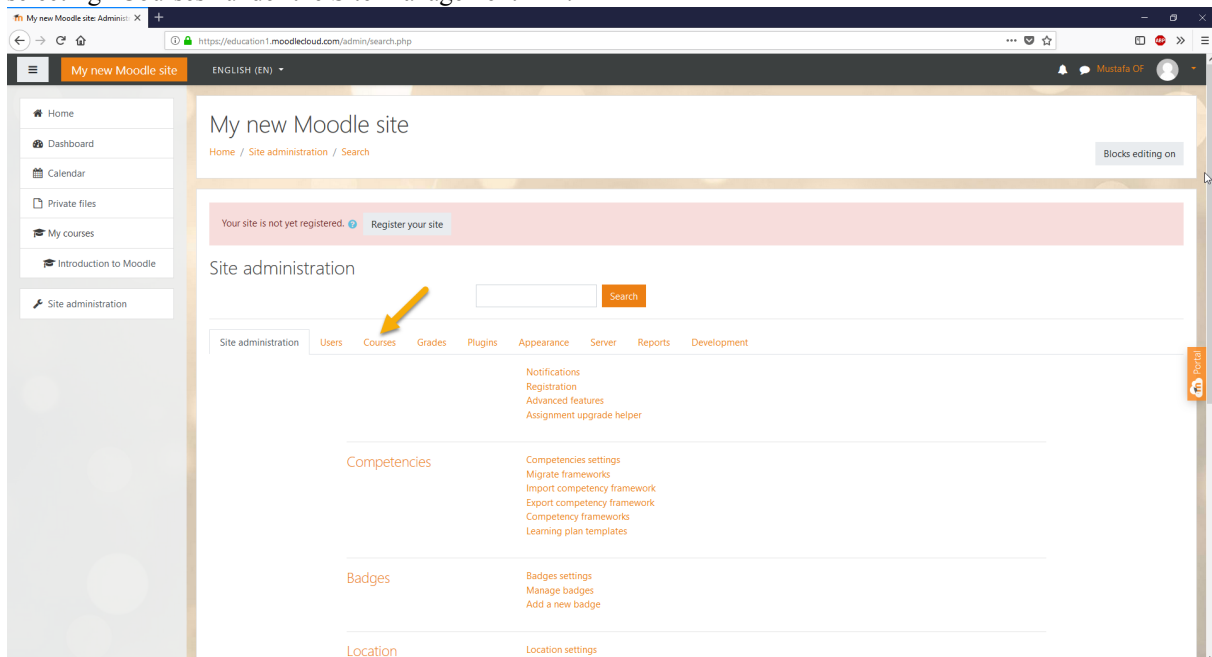 My new Moodle site: Administ
https://education1.moodlecloud.com/admin/search.php
My new Moodle site
ENGLISH (EN)
Mustafa OF
Home
Dashboard
Calendar
Private files
My courses
Introduction to Moodle
Site administration
My new Moodle site
Home / Site administration / Search
Blocks editing on
Your site is not yet registered.
Register your site
Site administration
Search
Site administration Users Courses Grades Plugins Appearance Server Reports Development
Notifications
Registration
Advanced features
Assignment upgrade helper
Competencies
Competencies settings
Migrate frameworks
Import competency framework
Export competency framework
Competency frameworks
Learning plan templates
Badges
Badges settings
Manage badges
Add a new badge
Location
Location settings
Portal
ABP